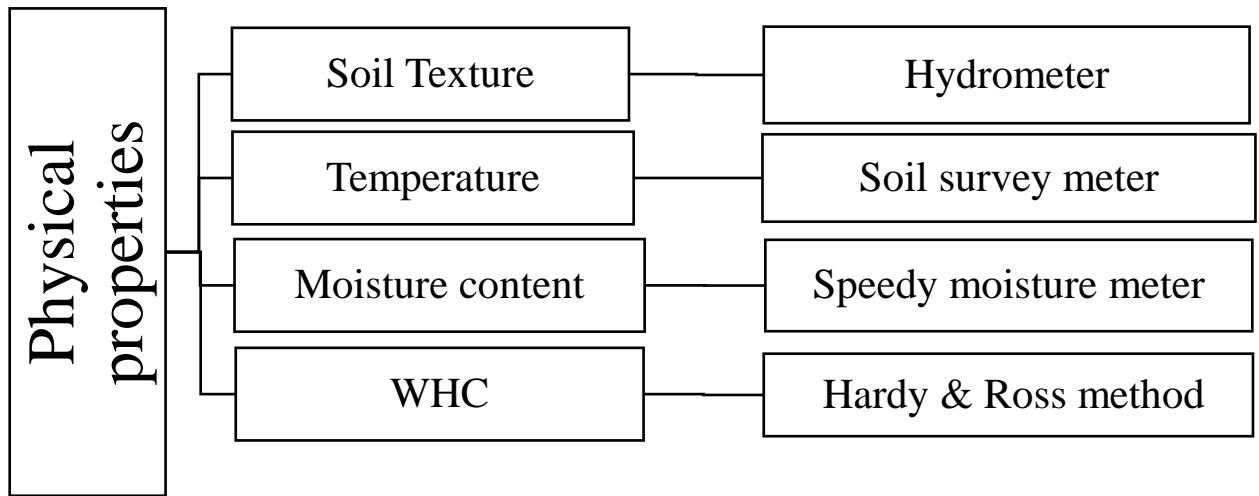 Physical
properties
Soil Texture
Hydrometer
Temperature
Soil survey meter
Moisture content
Speedy moisture meter
WHC
Hardy & Ross method